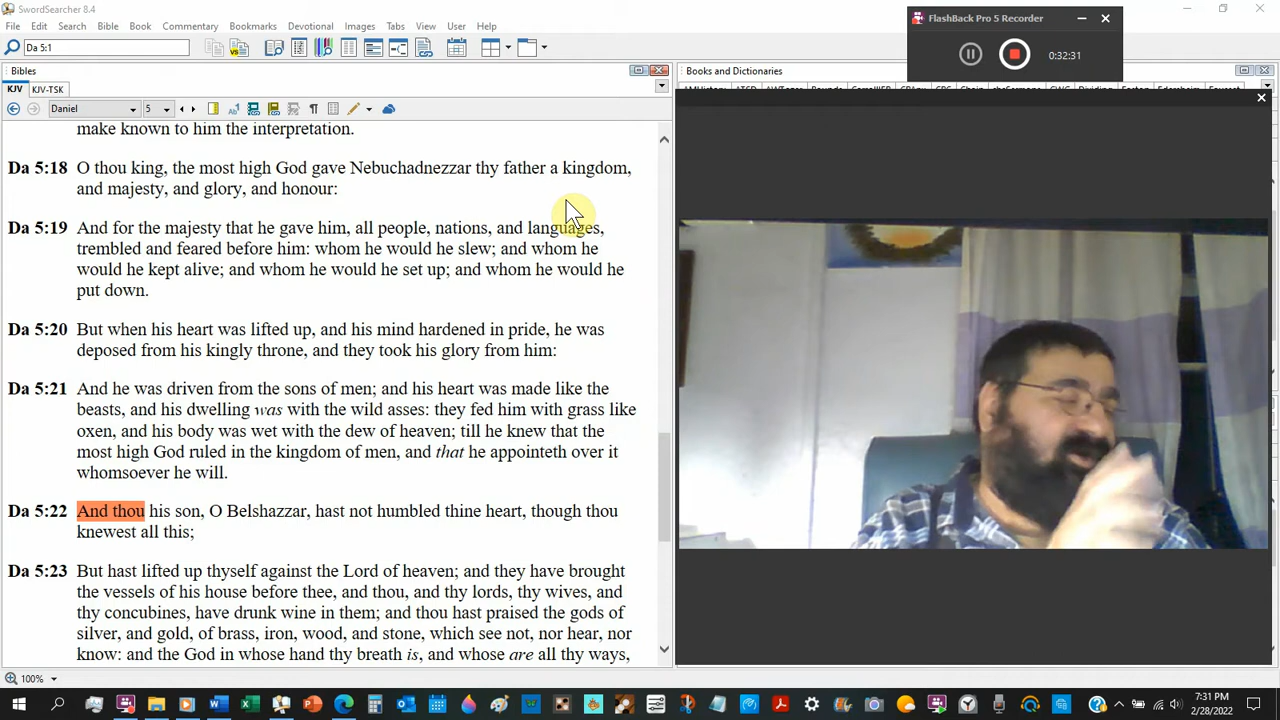 SwordSearcher 8.4
File Edit Search Bible Book Commentary Bookmarks Devotional Images Tabs View User Help
Da 5:1
FlashBack Pro 5 Recorder
0:32:31
Bibles
Books and Dictionaries
KJV KJV-TSK
Daniel 5
make known to him the interpretation.
Da 5:18 O thou king, the most high God gave Nebuchadnezzar thy father a kingdom,
and majesty, and glory, and honour:
Da 5:19 And for the majesty that he gave him, all people, nations, and languages,
trembled and feared before him: whom he would he slew; and whom he
would he kept alive; and whom he would he set up; and whom he would he
put down.
Da 5:20 But when his heart was lifted up, and his mind hardened in pride, he was
deposed from his kingly throne, and they took his glory from him:
Da 5:21 And he was driven from the sons of men; and his heart was made like the
beasts, and his dwelling was with the wild asses: they fed him with grass like
oxen, and his body was wet with the dew of heaven; till he knew that the
most high God ruled in the kingdom of men, and that he appointeth over it
whomsoever he will.
Da 5:22 And thou his son, O Belshazzar, hast not humbled thine heart, though thou
knewest all this;
Da 5:23 But hast lifted up thyself against the Lord of heaven; and they have brought
the vessels of his house before thee, and thou, and thy lords, thy wives, and
thy concubines, have drunk wine in them; and thou hast praised the gods of
silver, and gold, of brass, iron, wood, and stone, which see not, nor hear, nor
know: and the God in whose hand thy breath is, and whose are all thy ways,
100%
7:31 PM
2/28/2022